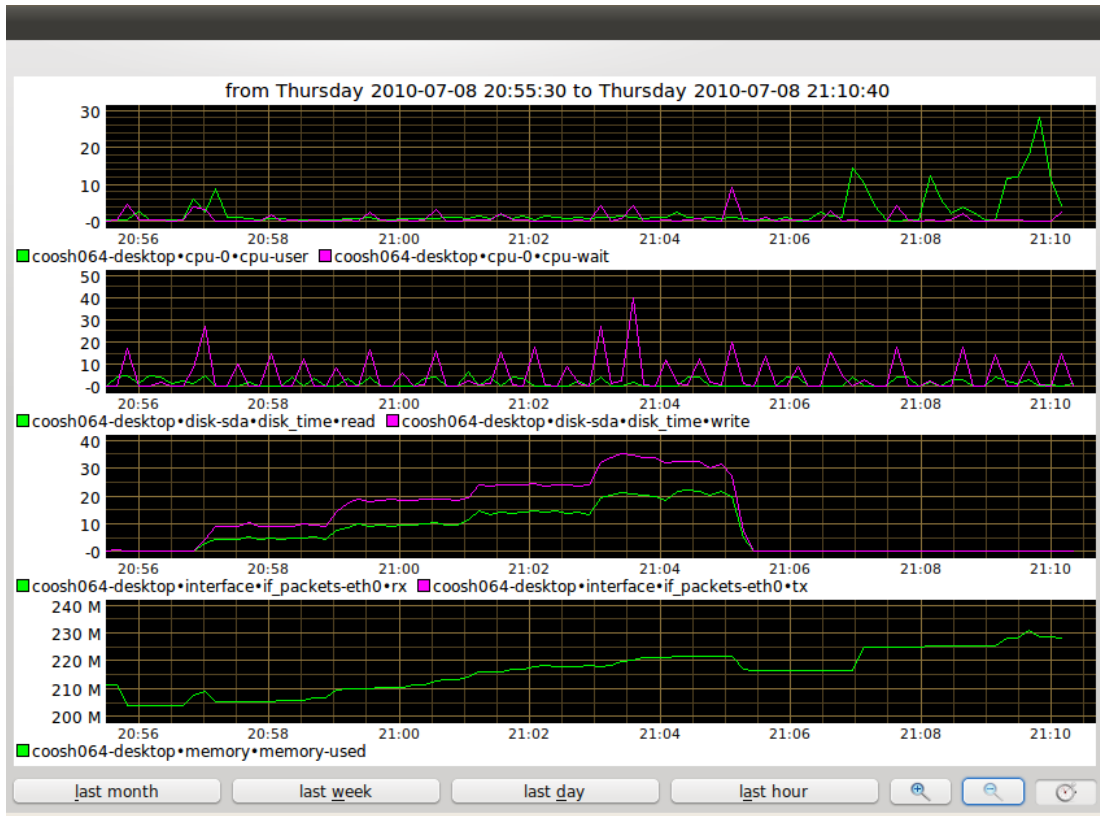 from Thursday 2010-07-08 20:55:30 to Thursday 2010-07-08 21:10:40
30
20
10
-0
20:56 20:58 21:00 21:02 21:04 21:06 21:08 21:10
coosh064-desktop•cpu-0•cpu-user coosh064-desktop•cpu-0•cpu-wait
50
40
30
20
10
-0
20:56 20:58 21:00 21:02 21:04 21:06 21:08 21:10
coosh064-desktop•disk-sda•disk_time•read coosh064-desktop•disk-sda•disk_time•write
40
30
20
10
-0
20:56 20:58 21:00 21:02 21:04 21:06 21:08 21:10
coosh064-desktop•interface•if_packets-eth0•rx coosh064-desktop•interface•if_packets-eth0•tx
240 M
230 M
220 M
210 M
200 M
20:56 20:58 21:00 21:02 21:04 21:06 21:08 21:10
coosh064-desktop•memory•memory-used
last month last week last day last hour